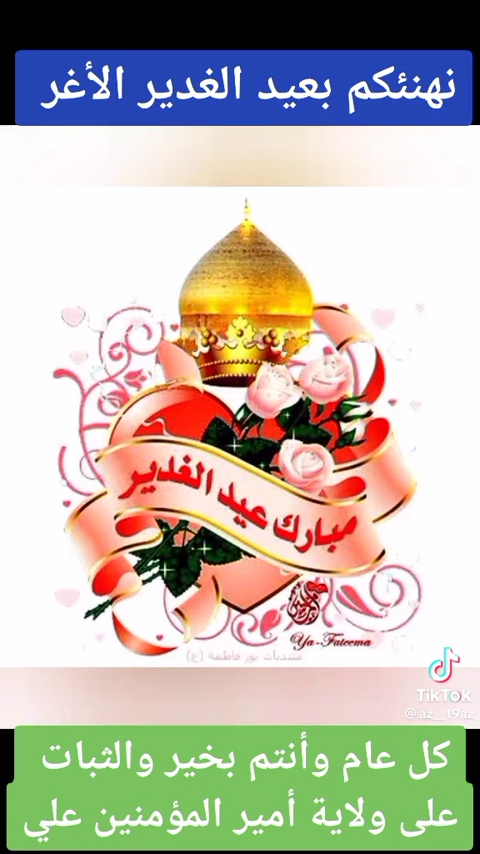 نهنئكم بعيد الغدير الأغر
مبارك عيد الغدير
Ya-Fateema
منتديات نور فاطمة (ع)
TikTok
@az__19az
كل عام وأنتم بخير والثبات
على ولاية أمير المؤمنين علي